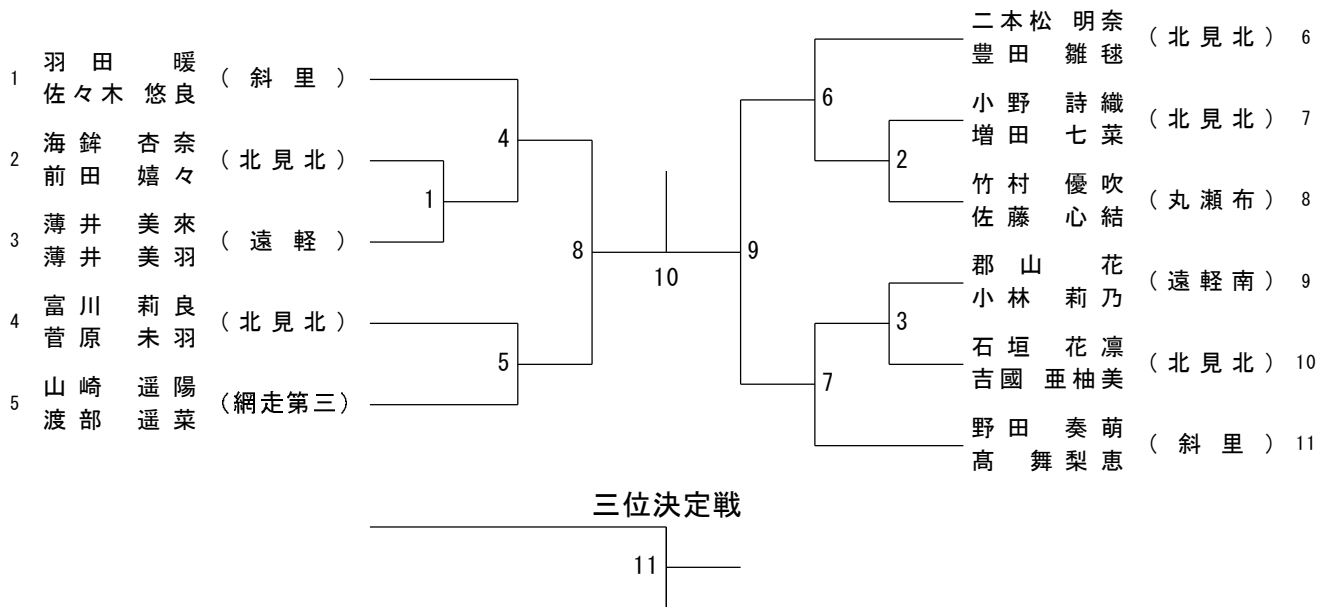 1 羽田 暖 (斜里)
佐々木 悠良
2 海鉾 杏奈 (北見北)
前田 嬉々
3 薄井 美來 (遠軽)
薄井 美羽
4 富川 莉良 (北見北)
菅原 未羽
5 山崎 遥陽 (網走第三)
渡部 遥菜
4
1
8
5
10
9
6
2
3
7
二本松 明奈 (北見北) 6
豊田 雛毬
小野 詩織 (北見北) 7
増田 七菜
竹村 優吹 (丸瀬布) 8
佐藤 心結
郡山 花 (遠軽南) 9
小林 莉乃
石垣 花凛 (北見北) 10
吉國 亜柚美
野田 奏萌 (斜里) 11
髙 舞梨恵
三位決定戦
11